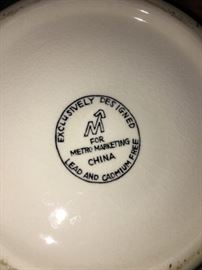 EXCLUSIVELY DESIGNED
FOR
METRO MARKETING
CHINA
LEAD AND CADMIUM FREE